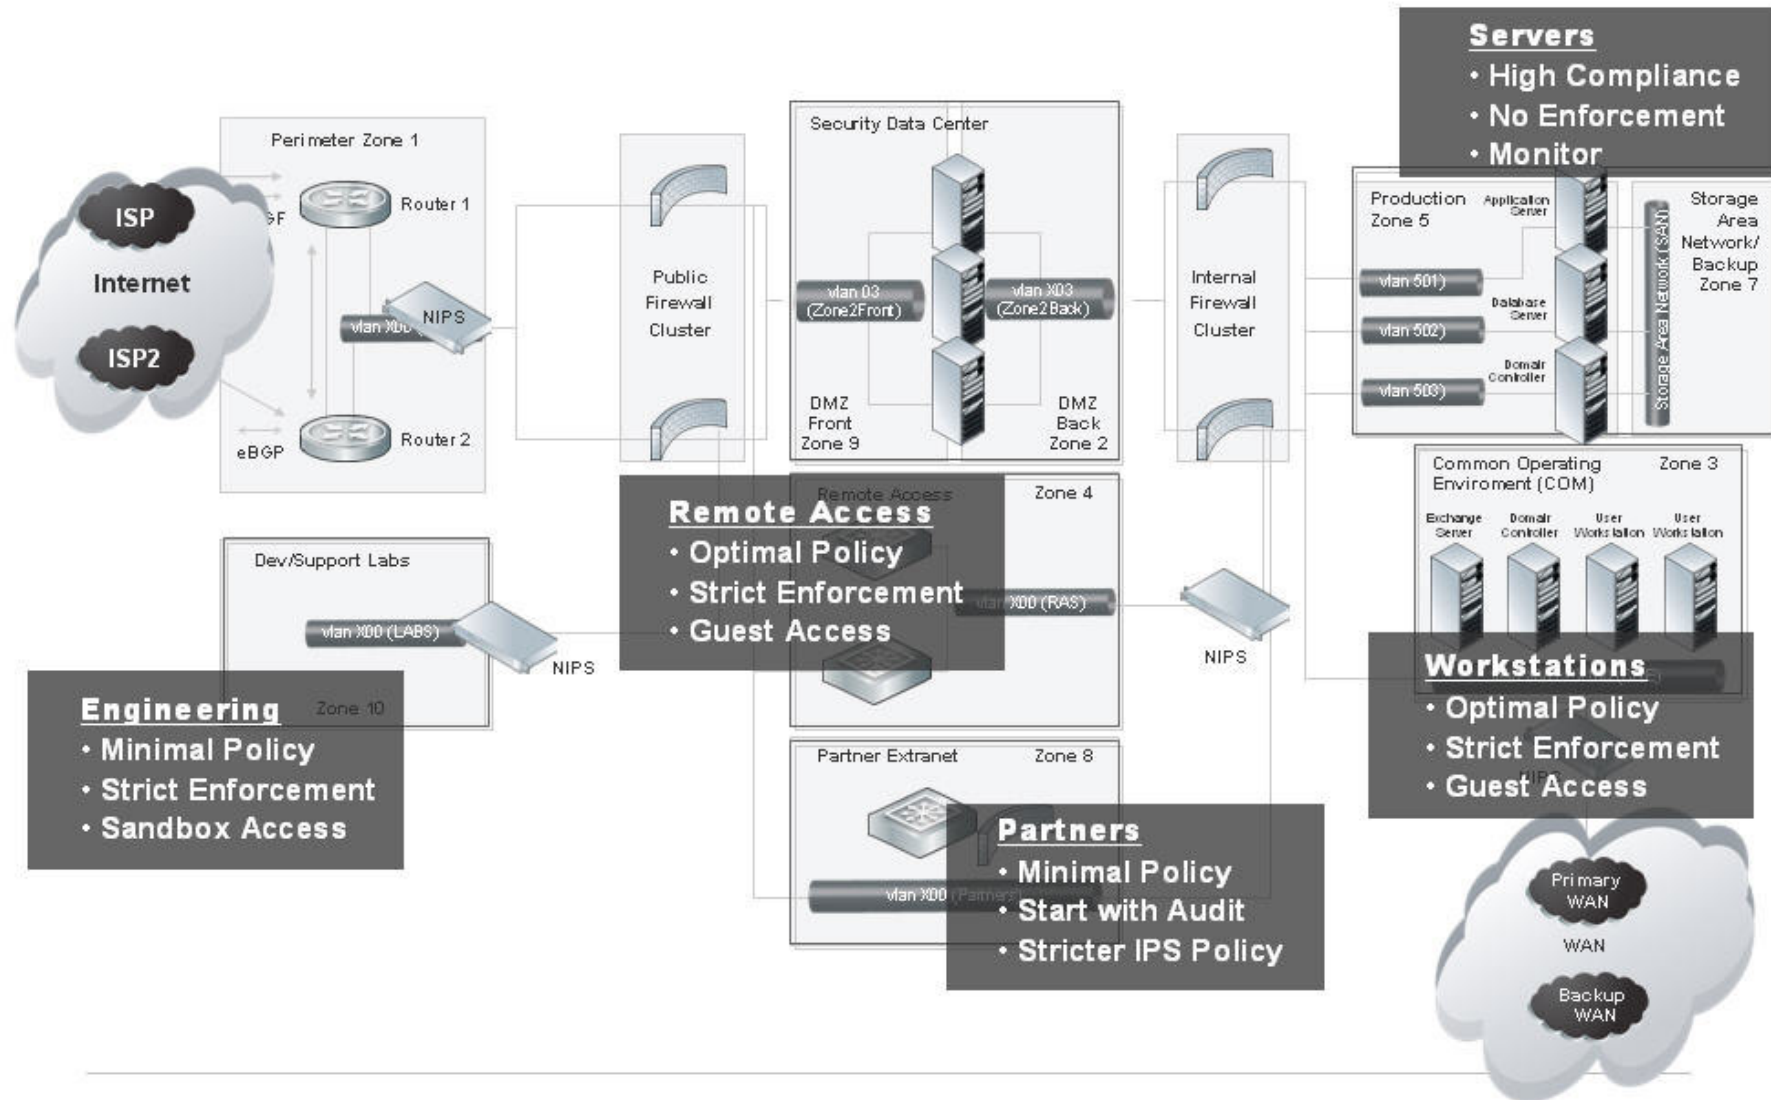 Servers
• High Compliance
• No Enforcement
• Monitor
Perimeter Zone 1
ISP
Internet
ISP2
Router 1
NIPS
vlan X00
Router 2
eBGP
Public
Firewall
Cluster
Security Data Center
vlan 03
(Zone2Front)
vlan X03
(Zone2Back)
DMZ
Front
Zone 9
DMZ
Back
Zone 2
Internal
Firewall
Cluster
Production
Zone 5
Application
Server
vlan 501)
Database
Server
vlan 502)
Domair
Controller
vlan 503)
Storage Area Network (SAN)
Storage
Area
Network/
Backup
Zone 7
Common Operating
Enviroment (COM)
Zone 3
Exchange
Server
Domair
Controller
User
Workstation
User
Workstation
Workstations
• Optimal Policy
• Strict Enforcement
• Guest Access
NIPS
Remote Access
Zone 4
Remote Access
• Optimal Policy
• Strict Enforcement
• Guest Access
vlan X00 (RAS)
NIPS
Dev/Support Labs
vlan X00 (LABS)
NIPS
Zone 10
Engineering
• Minimal Policy
• Strict Enforcement
• Sandbox Access
Partner Extranet
Zone 8
vlan X00 (Partners)
Partners
• Minimal Policy
• Start with Audit
• Stricter IPS Policy
Primary
WAN
WAN
Backup
WAN